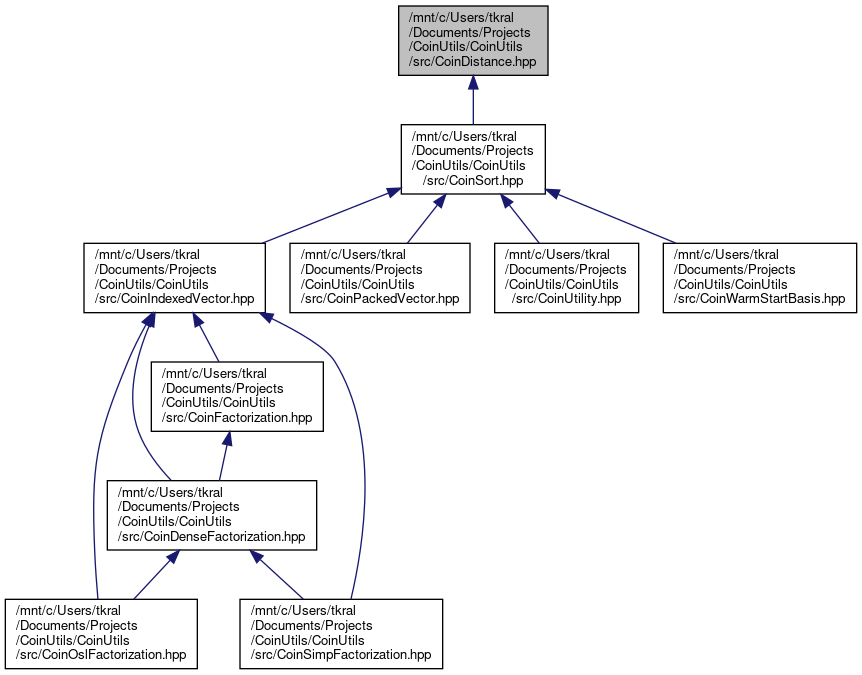 /mnt/c/Users/tkral
/Documents/Projects
/CoinUtils/CoinUtils
/src/CoinDistance.hpp
/mnt/c/Users/tkral
/Documents/Projects
/CoinUtils/CoinUtils
/src/CoinSort.hpp
/mnt/c/Users/tkral
/Documents/Projects
/CoinUtils/CoinUtils
/src/CoinIndexedVector.hpp
/mnt/c/Users/tkral
/Documents/Projects
/CoinUtils/CoinUtils
/src/CoinPackedVector.hpp
/mnt/c/Users/tkral
/Documents/Projects
/CoinUtils/CoinUtils
/src/CoinUtility.hpp
/mnt/c/Users/tkral
/Documents/Projects
/CoinUtils/CoinUtils
/src/CoinWarmStartBasis.hpp
/mnt/c/Users/tkral
/Documents/Projects
/CoinUtils/CoinUtils
/src/CoinFactorization.hpp
/mnt/c/Users/tkral
/Documents/Projects
/CoinUtils/CoinUtils
/src/CoinDenseFactorization.hpp
/mnt/c/Users/tkral
/Documents/Projects
/CoinUtils/CoinUtils
/src/CoinOslFactorization.hpp
/mnt/c/Users/tkral
/Documents/Projects
/CoinUtils/CoinUtils
/src/CoinSimpFactorization.hpp